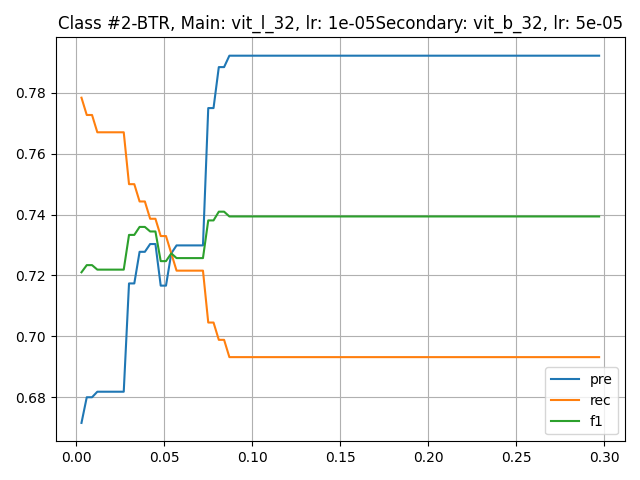 Class #2-BTR, Main: vit_l_32, lr: 1e-05Secondary: vit_b_32, lr: 5e-05
0.78
0.76
0.74
0.72
0.70
0.68
pre
rec
f1
0.00 0.05 0.10 0.15 0.20 0.25 0.30